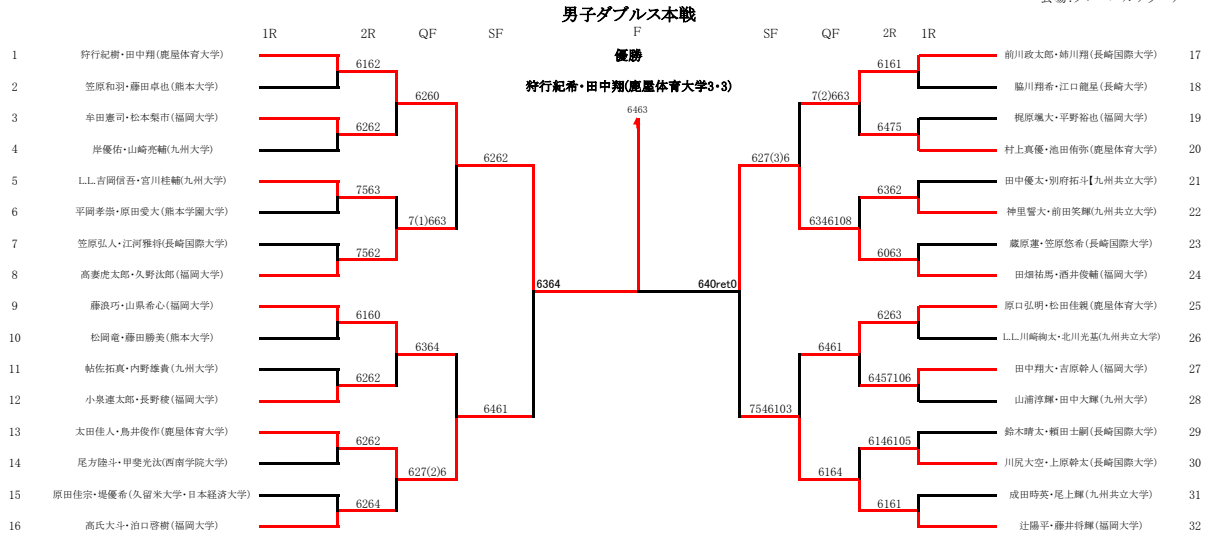 男子ダブルス本戦
1R 2R QF SF F SF QF 2R 1R
優勝
狩行紀希・田中翔(鹿屋体育大学3・3)
6463
1 狩行紀樹・田中翔(鹿屋体育大学)
2 笠原和羽・藤田卓也(熊本大学)
3 牟田憲司・松本梨市(福岡大学)
4 岸優佑・山崎亮輔(九州大学)
5 L.L.吉岡信吾・宮川桂輔(九州大学)
6 平岡孝崇・原田愛大(熊本学園大学)
7 笠原弘人・江河雅将(長崎国際大学)
8 高妻虎太郎・久野汰郎(福岡大学)
9 藤浪巧・山県希心(福岡大学)
10 松岡竜・藤田勝美(熊本大学)
11 帖佐拓真・内野雄貴(九州大学)
12 小泉連太郎・長野稜(福岡大学)
13 太田佳人・鳥井俊作(鹿屋体育大学)
14 尾方陸斗・甲斐光汰(西南学院大学)
15 原田佳宗・堤優希(久留米大学・日本経済大学)
16 高氏大斗・泊口啓樹(福岡大学)
6162
6262
7563
7562
6160
6262
6262
6264
6260
7(1)663
6364
627(2)6
6262
6461
6364
640ret0
627(3)6
7546103
7(2)663
6346108
6461
6164
6161
6475
6362
6063
6263
6457106
6146105
6161
前川政太郎・姉川翔(長崎国際大学) 17
脇川翔希・江口龍星(長崎大学) 18
梶原颯大・平野裕也(福岡大学) 19
村上真優・池田侑弥(鹿屋体育大学) 20
田中優太・別府拓斗【九州共立大学) 21
神里誓大・前田笑輝(九州共立大学) 22
蔵原蓮・笠原悠希(長崎国際大学) 23
田畑祐馬・酒井俊輔(福岡大学) 24
原口弘明・松田佳親(鹿屋体育大学) 25
L.L.川崎絢太・北川光基(九州共立大学) 26
田中翔大・吉原幹人(福岡大学) 27
山浦淳輝・田中大輝(九州大学) 28
鈴木晴太・頼田士嗣(長崎国際大学) 29
川尻大空・上原幹太(長崎国際大学) 30
成田時英・尾上輝(九州共立大学) 31
辻陽平・藤井将輝(福岡大学) 32